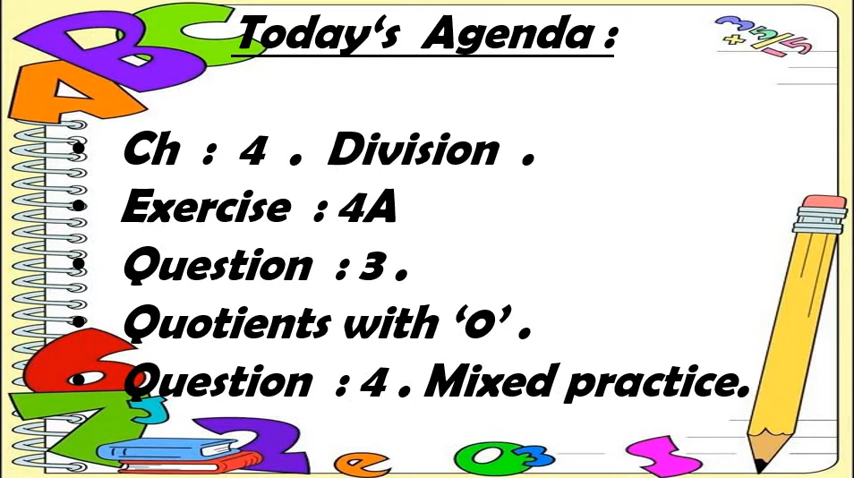 Today‘s Agenda :
• Ch : 4 . Division .
• Exercise : 4A
• Question : 3 .
• Quotients with ‘0’ .
• Question : 4 . Mixed practice.